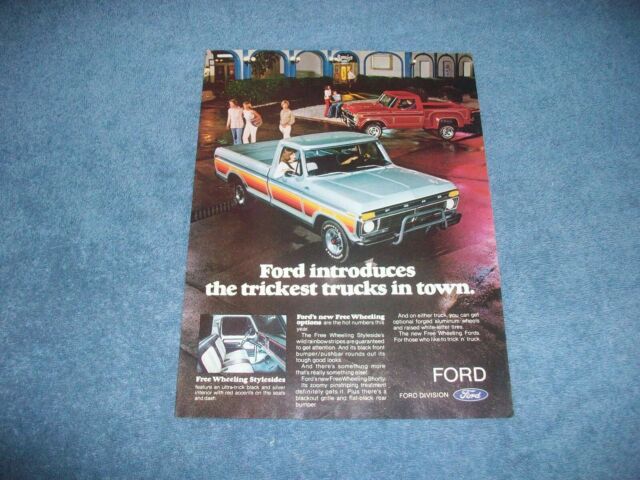 FORD
Ford introduces
the trickest trucks in town.
Ford's new Free Wheeling
options are the hot numbers this
year.
The Free Wheeling Styleside's
wild rainbow stripes are guaranteed
to get attention. And its black front
bumper/pushbar rounds out its
tough good looks.
And there's something more
that's really something else!
Ford's new Free Wheeling Shorty.
Its zoomy pinstriping treatment
definitely gets it. Plus there's a
blackout grille and flat-black rear
bumper.
And on either truck, you can get
optional forged aluminum wheels
and raised white-letter tires.
The new Free Wheeling Fords.
For those who like to trick 'n' truck.
Free Wheeling Stylesides
feature an ultra-trick black and silver
interior with red accents on the seats
and dash.
FORD
FORD DIVISION
Ford